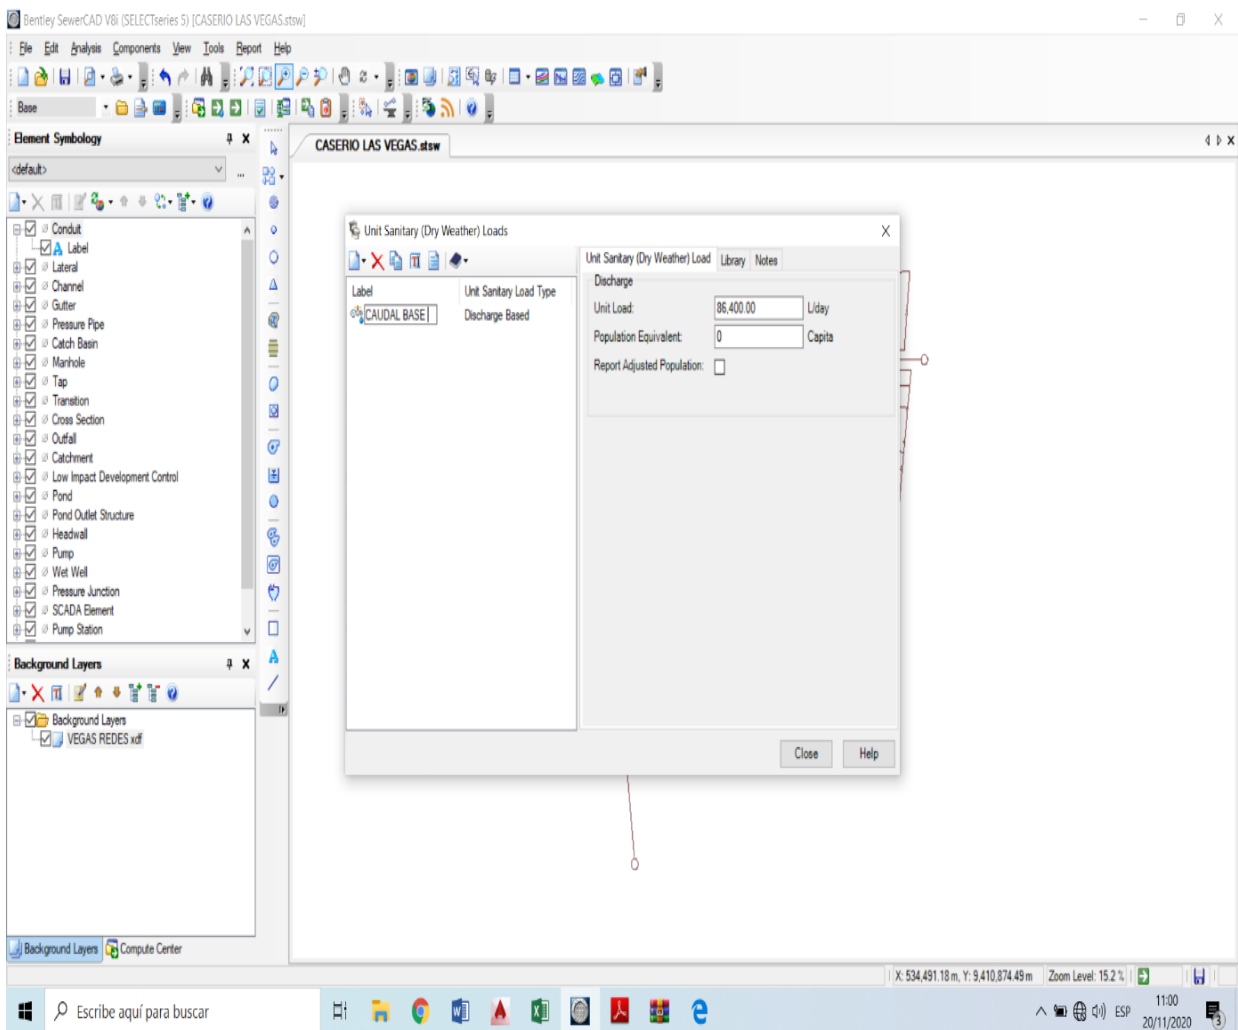 Bentley SewerCAD V8i (SELECTseries 5) [CASERIO LAS VEGAS.stsw]
File Edit Analysis Components View Tools Report Help
Base
Element Symbology
<default>
...
Conduit
Label
Lateral
Channel
Gutter
Pressure Pipe
Catch Basin
Manhole
Tap
Transition
Cross Section
Outfall
Catchment
Low Impact Development Control
Pond
Pond Outlet Structure
Headwall
Pump
Wet Well
Pressure Junction
SCADA Element
Pump Station
Background Layers
Background Layers
VEGAS REDES xdf
Background Layers Compute Center
CASERIO LAS VEGAS.stsw
Unit Sanitary (Dry Weather) Loads
Label Unit Sanitary Load Type
CAUDAL BASE Discharge Based
Unit Sanitary (Dry Weather) Load Library Notes
Discharge
Unit Load: 86,400.00 L/day
Population Equivalent: 0 Capita
Report Adjusted Population:
Close Help
X: 534,491.18 m, Y: 9,410,874.49 m Zoom Level: 15.2 %
Escribe aquí para buscar
ESP
11:00
20/11/2020
3